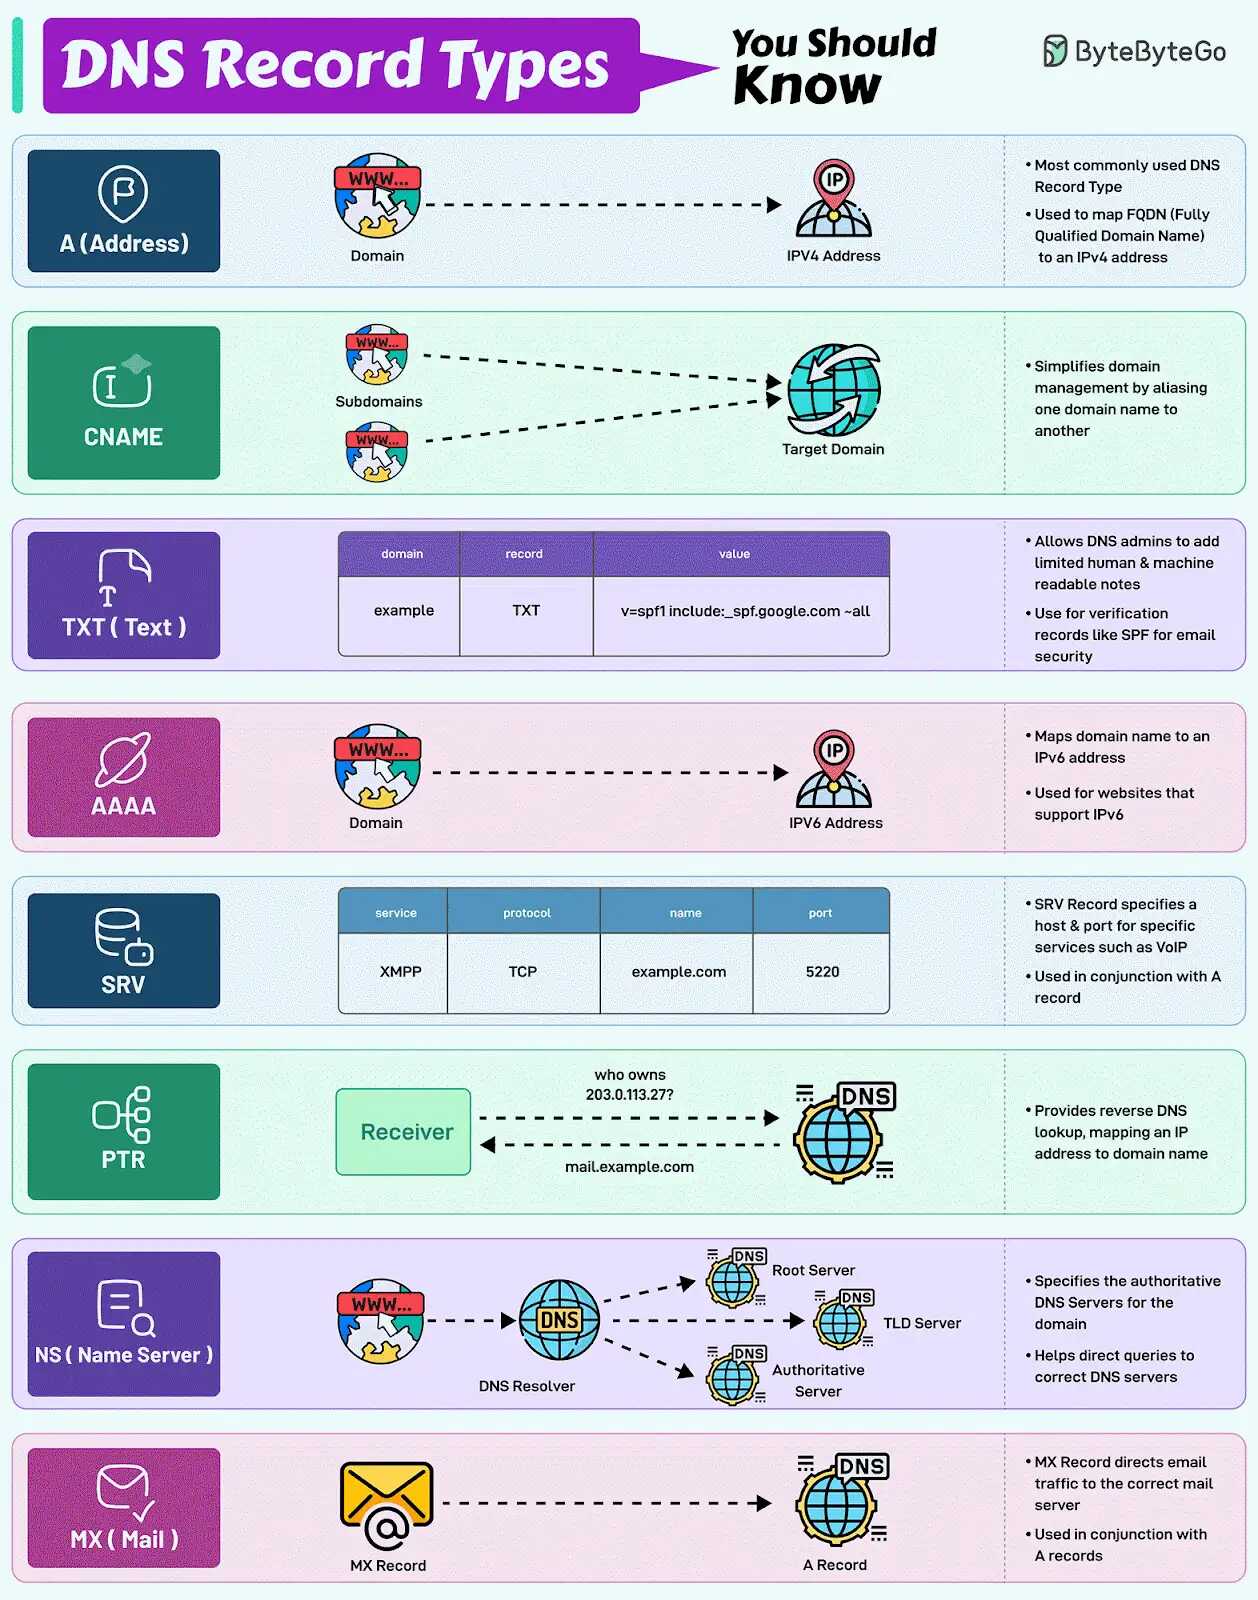 DNS Record Types
You Should
Know
ByteByteGo
A (Address)
WWW...
Domain
IP
IPV4 Address
• Most commonly used DNS
Record Type
• Used to map FQDN (Fully
Qualified Domain Name)
to an IPv4 address
CNAME
WWW...
Subdomains
WWW...
Target Domain
• Simplifies domain
management by aliasing
one domain name to
another
T
TXT ( Text )
domain record value
example TXT v=spf1 include:_spf.google.com ~all
• Allows DNS admins to add
limited human & machine
readable notes
• Use for verification
records like SPF for email
security
AAAA
WWW...
Domain
IP
IPV6 Address
• Maps domain name to an
IPv6 address
• Used for websites that
support IPv6
SRV
service protocol name port
XMPP TCP example.com 5220
• SRV Record specifies a
host & port for specific
services such as VoIP
• Used in conjunction with A
record
PTR
Receiver
who owns
203.0.113.27?
mail.example.com
DNS
• Provides reverse DNS
lookup, mapping an IP
address to domain name
NS ( Name Server )
WWW...
DNS
DNS Resolver
DNS
Root Server
DNS
TLD Server
DNS
Authoritative
Server
• Specifies the authoritative
DNS Servers for the
domain
• Helps direct queries to
correct DNS servers
MX ( Mail )
@
MX Record
DNS
A Record
• MX Record directs email
traffic to the correct mail
server
• Used in conjunction with
A records